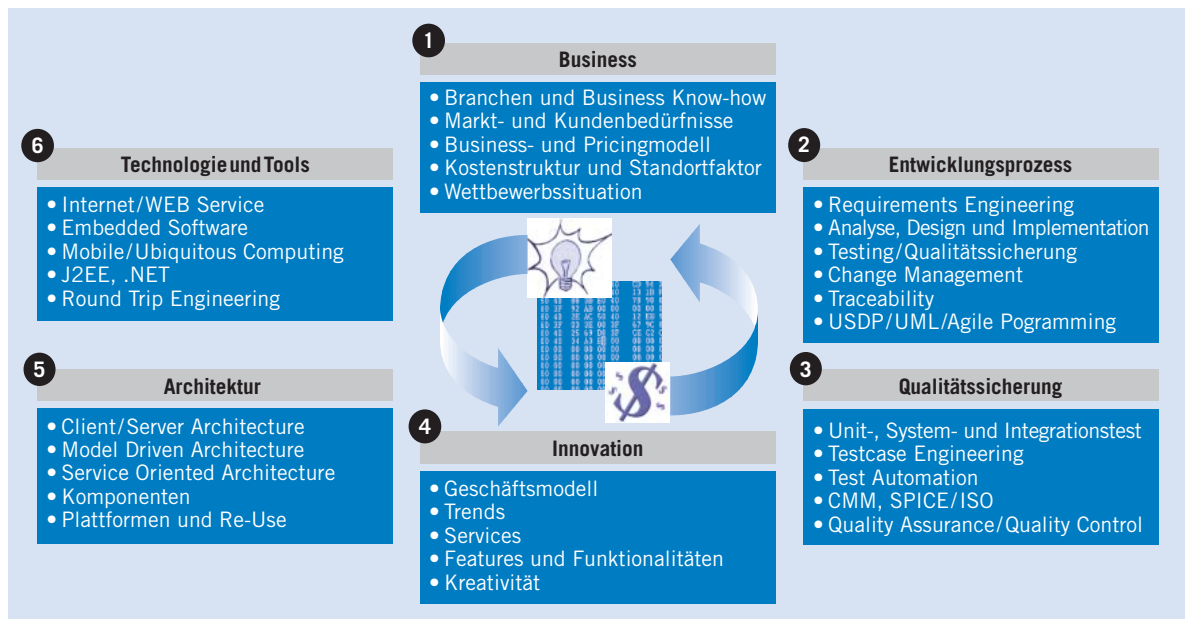 1
Business
• Branchen und Business Know-how
• Markt- und Kundenbedürfnisse
• Business- und Pricingmodell
• Kostenstruktur und Standortfaktor
• Wettbewerbssituation
2
Entwicklungsprozess
• Requirements Engineering
• Analyse, Design und Implementation
• Testing/Qualitätssicherung
• Change Management
• Traceability
• USDP/UML/Agile Pogramming
3
Qualitätssicherung
• Unit-, System- und Integrationstest
• Testcase Engineering
• Test Automation
• CMM, SPICE/ISO
• Quality Assurance/Quality Control
4
Innovation
• Geschäftsmodell
• Trends
• Services
• Features und Funktionalitäten
• Kreativität
5
Architektur
• Client/Server Architecture
• Model Driven Architecture
• Service Oriented Architecture
• Komponenten
• Plattformen und Re-Use
6
Technologie und Tools
• Internet/WEB Service
• Embedded Software
• Mobile/Ubiquitous Computing
• J2EE, .NET
• Round Trip Engineering